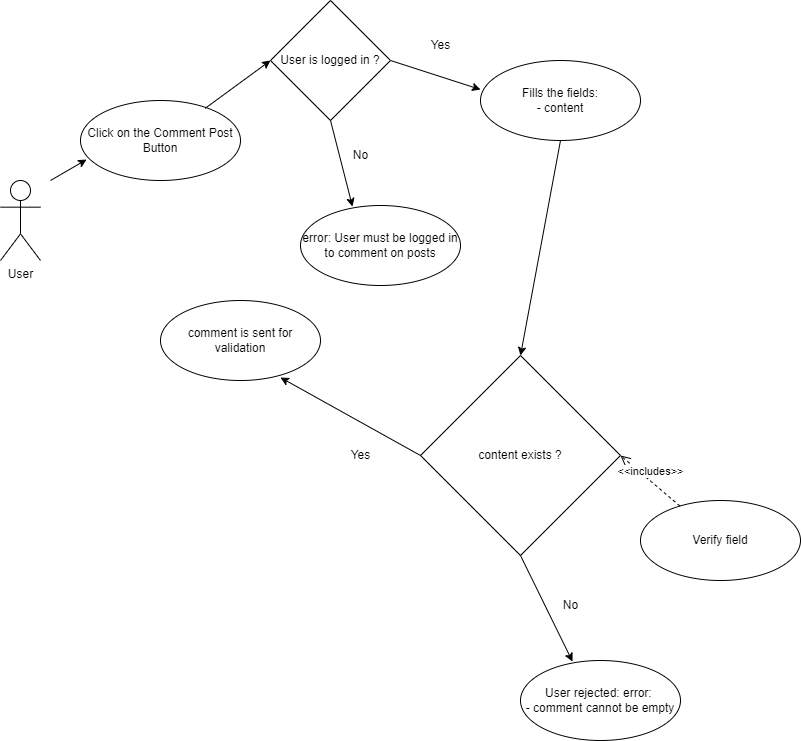 User is logged in ?
Yes
Fills the fields:
- content
Click on the Comment Post
Button
No
User
error: User must be logged in
to comment on posts
comment is sent for
validation
Yes
content exists ?
<<includes>>
Verify field
No
User rejected: error:
- comment cannot be empty